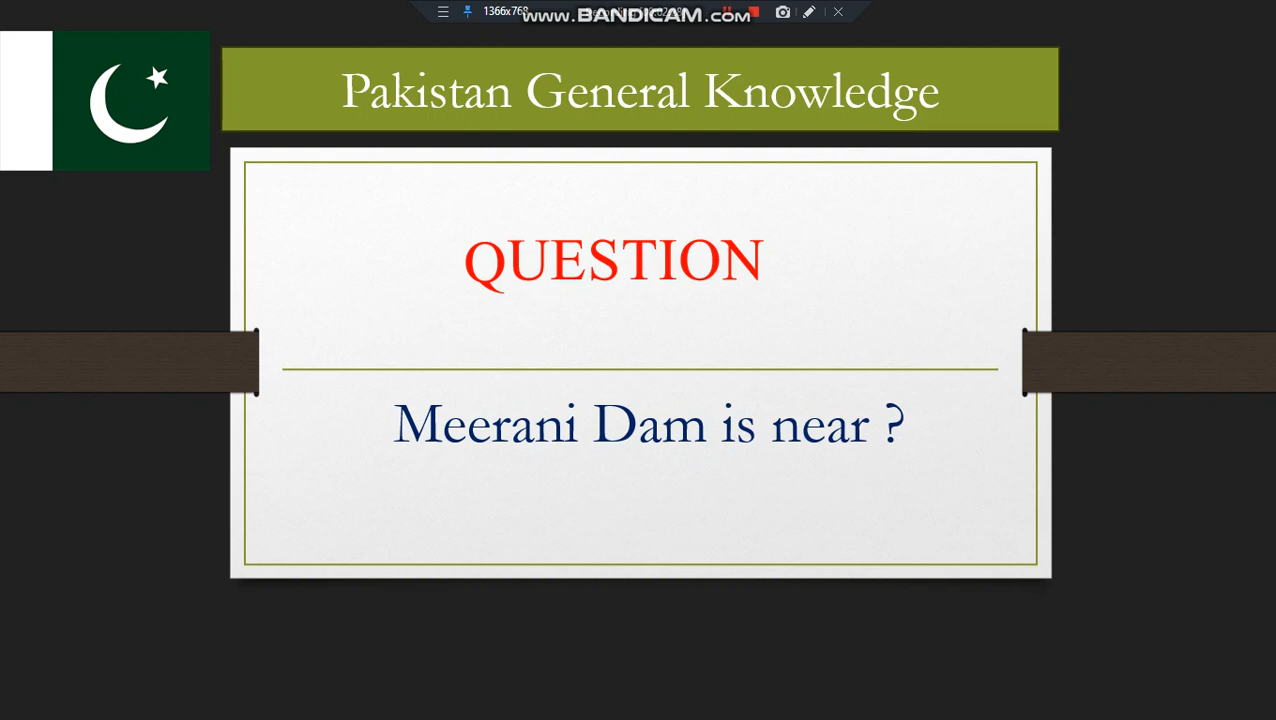 1366x768
www.BANDICAM.com
Pakistan General Knowledge
QUESTION
Meerani Dam is near ?